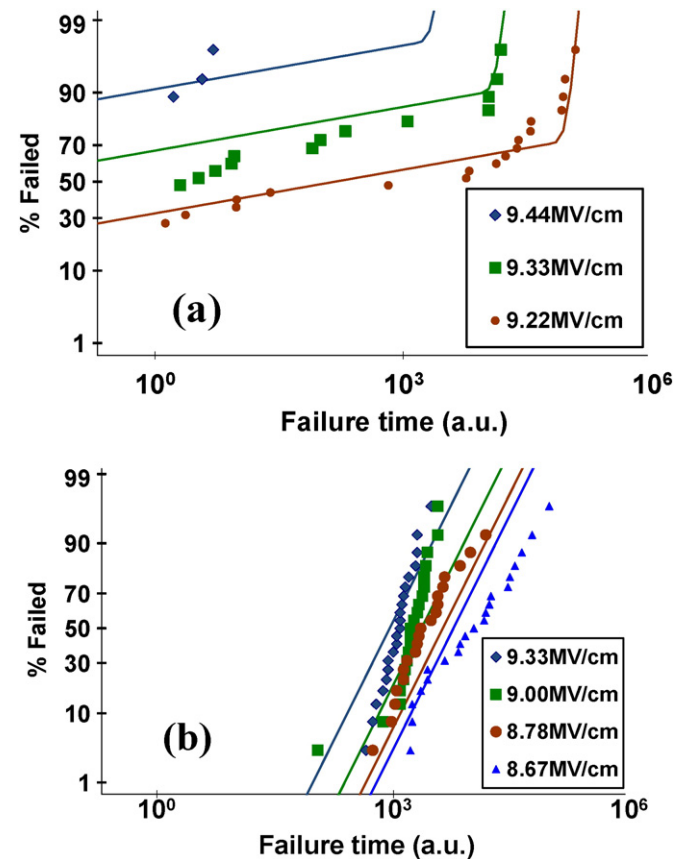 99
90
70
50
30
10
1
% Failed
(a)
9.44MV/cm
9.33MV/cm
9.22MV/cm
10⁰ 10³ 10⁶
Failure time (a.u.)
99
90
70
50
30
10
1
% Failed
(b)
9.33MV/cm
9.00MV/cm
8.78MV/cm
8.67MV/cm
10⁰ 10³ 10⁶
Failure time (a.u.)